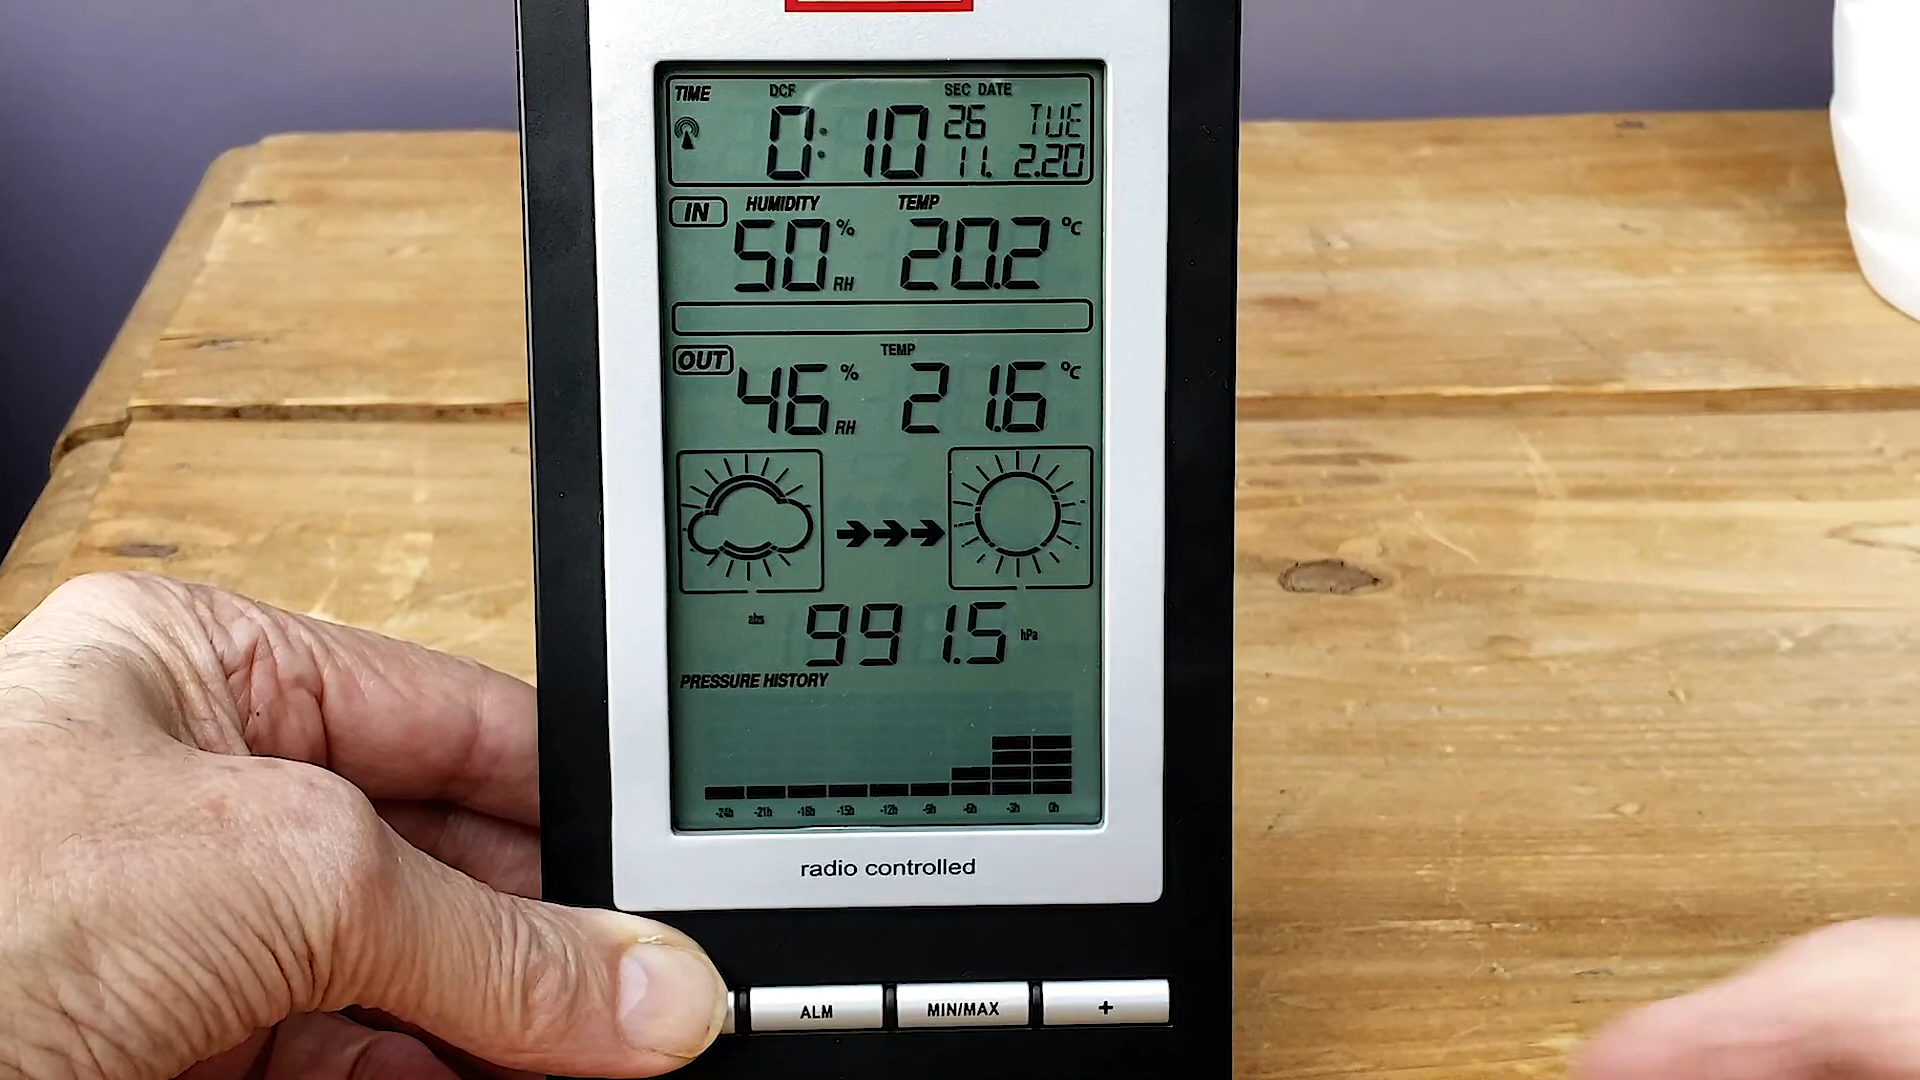 TIME DCF SEC DATE
0:10 26 TUE
11. 2.20
IN HUMIDITY TEMP
50 % RH 20.2 °C
OUT TEMP
46 % RH 21.6 °C
abs 991.5 hPa
PRESSURE HISTORY
-24h -21h -18h -15h -12h -9h -6h -3h 0h
radio controlled
ALM MIN/MAX +